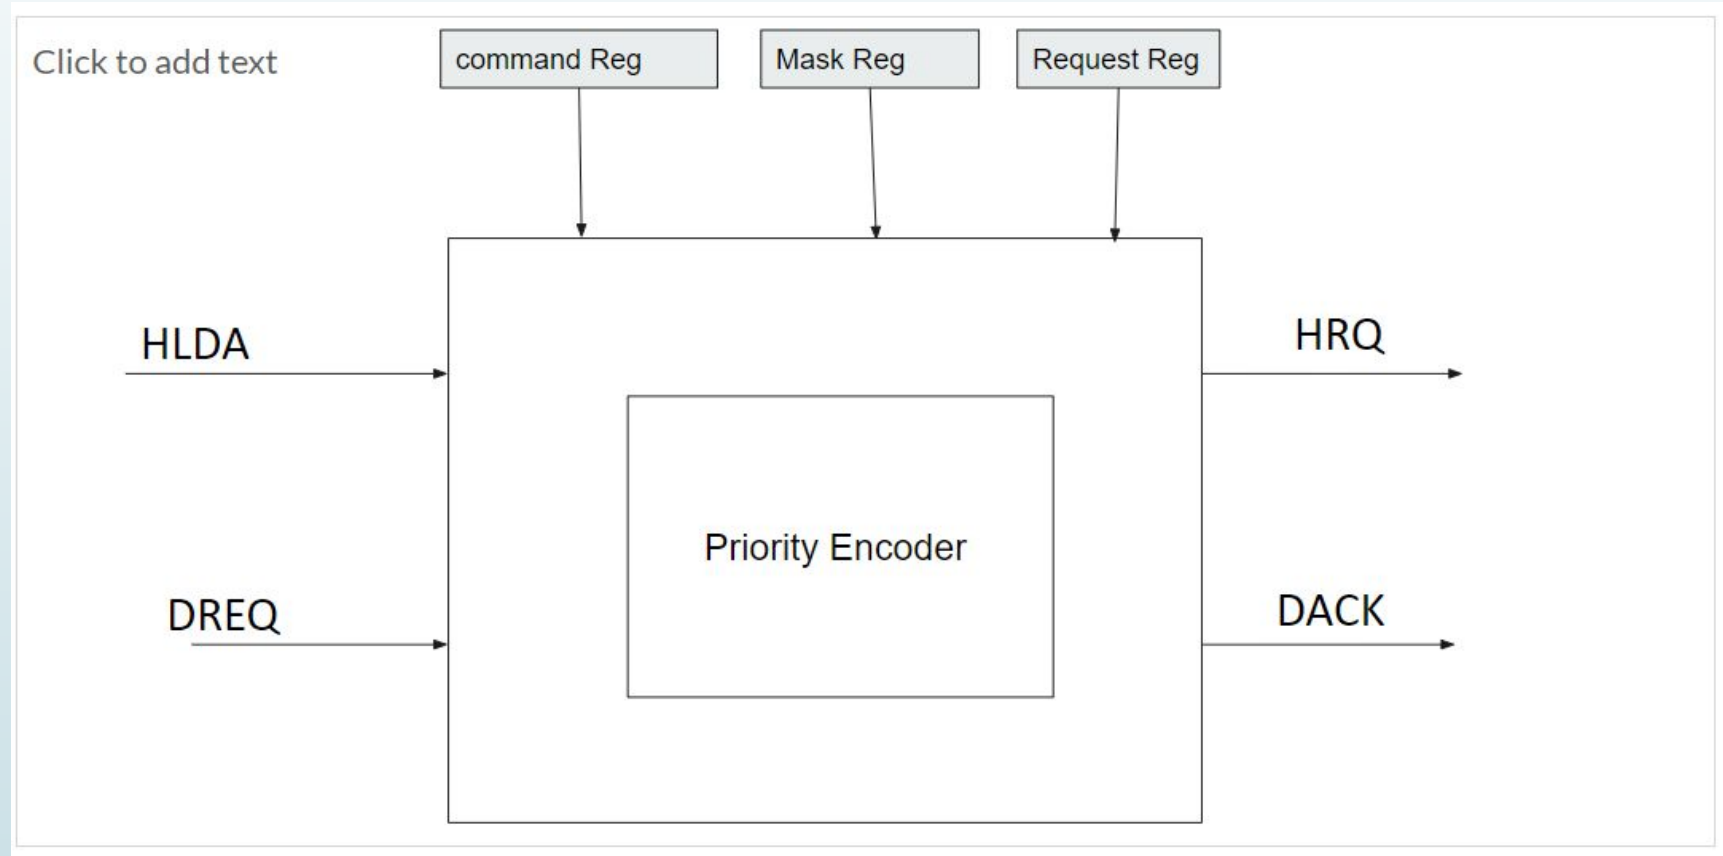 Click to add text
command Reg
Mask Reg
Request Reg
HLDA
HRQ
Priority Encoder
DREQ
DACK